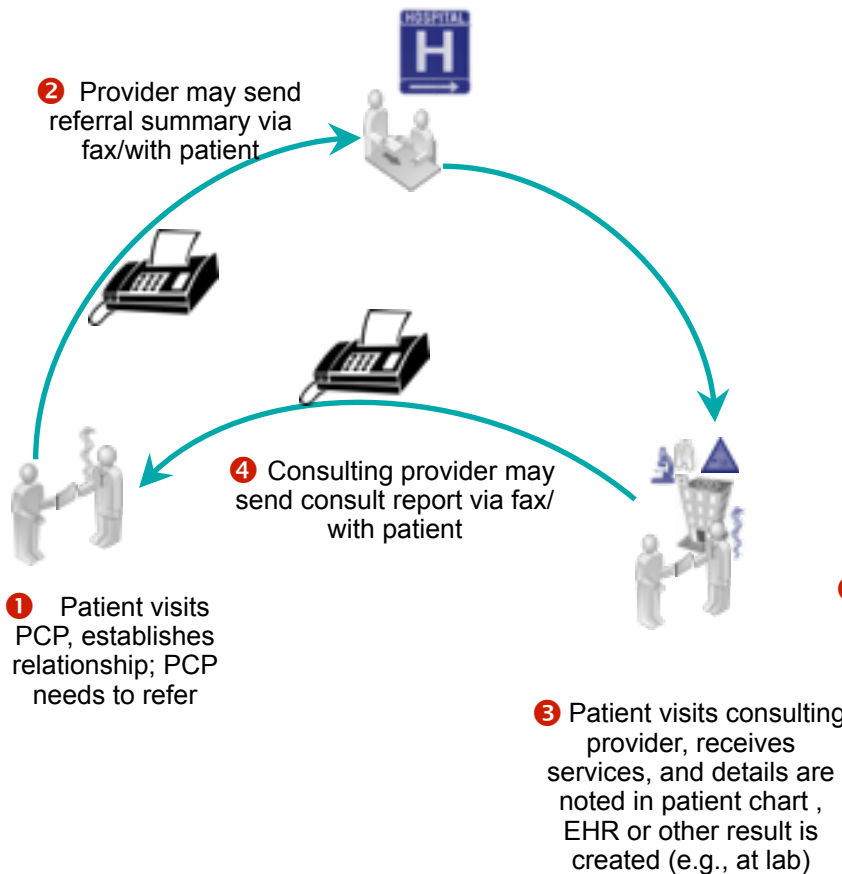 HOSPITAL
H
❷ Provider may send
referral summary via
fax/with patient
❹ Consulting provider may
send consult report via fax/
with patient
❶ Patient visits
PCP, establishes
relationship; PCP
needs to refer
❸ Patient visits consulting
provider, receives
services, and details are
noted in patient chart ,
EHR or other result is
created (e.g., at lab)